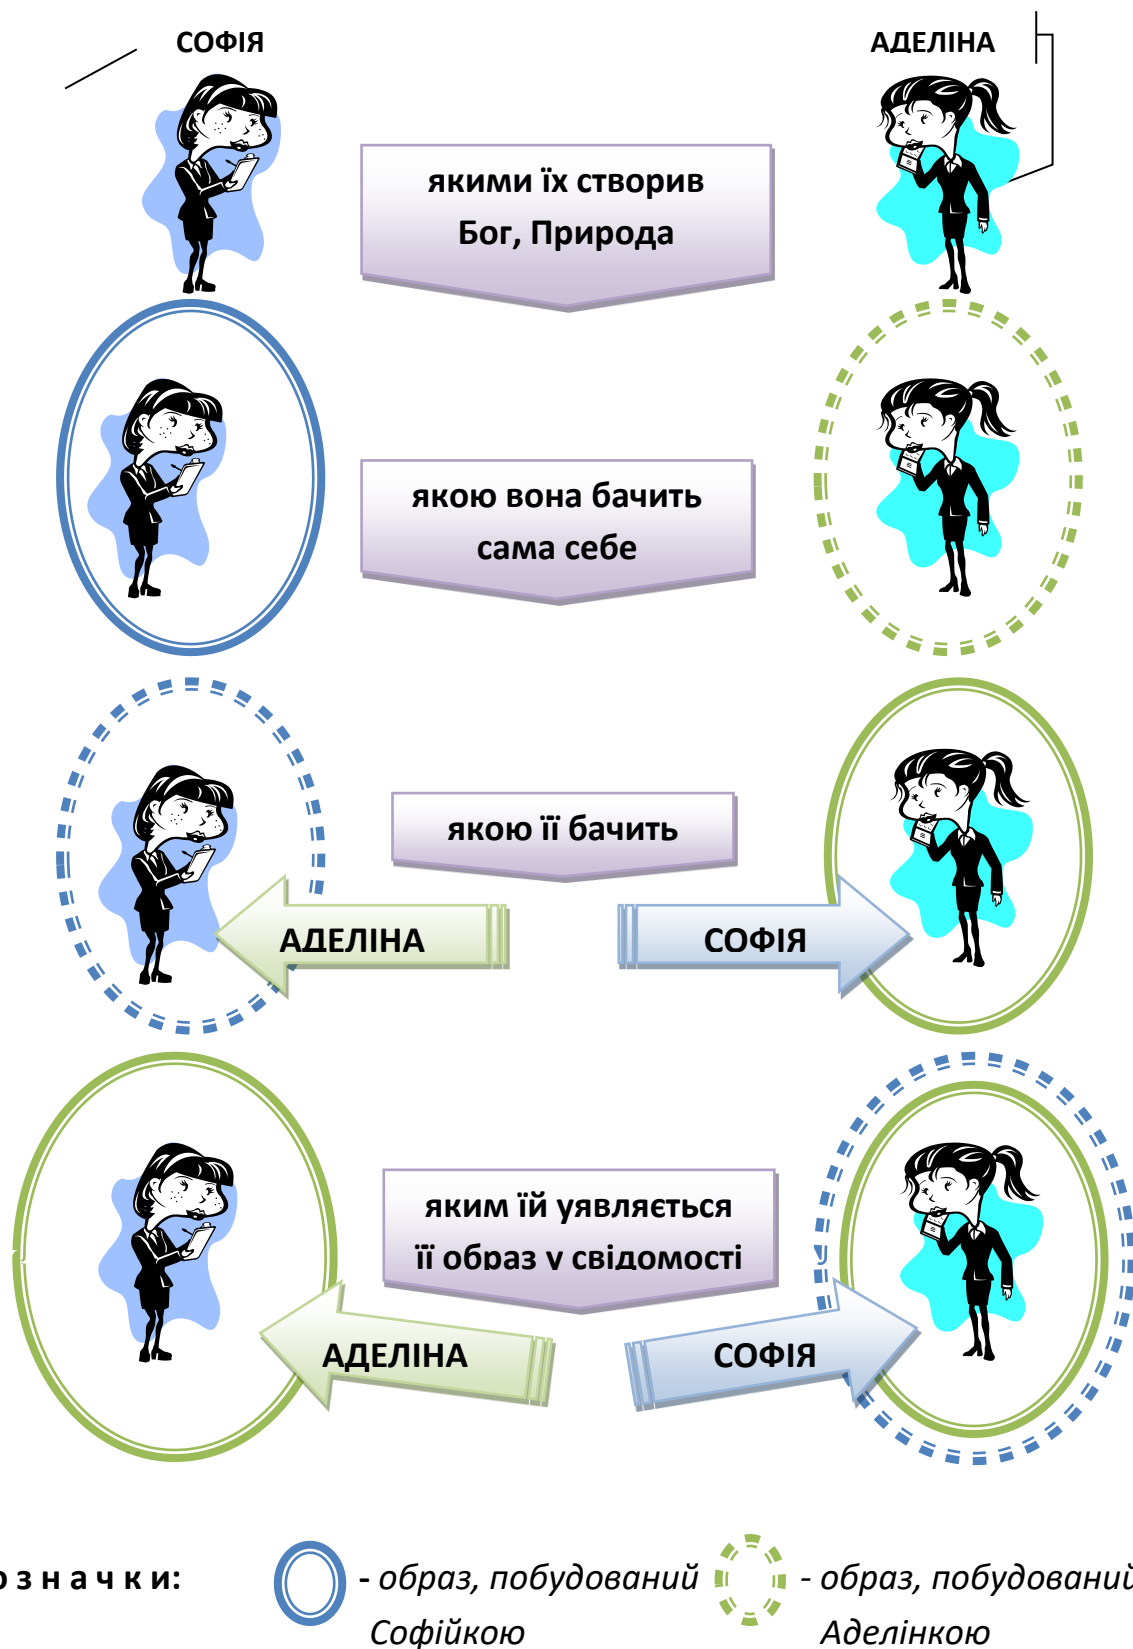 СОФІЯ
АДЕЛІНА
якими їх створив
Бог, Природа
якою вона бачить
сама себе
якою її бачить
АДЕЛІНА
СОФІЯ
яким їй уявляється
її образ у свідомості
АДЕЛІНА
СОФІЯ
о з н а ч к и:
- образ, побудований
Софійкою
- образ, побудований
Аделінкою